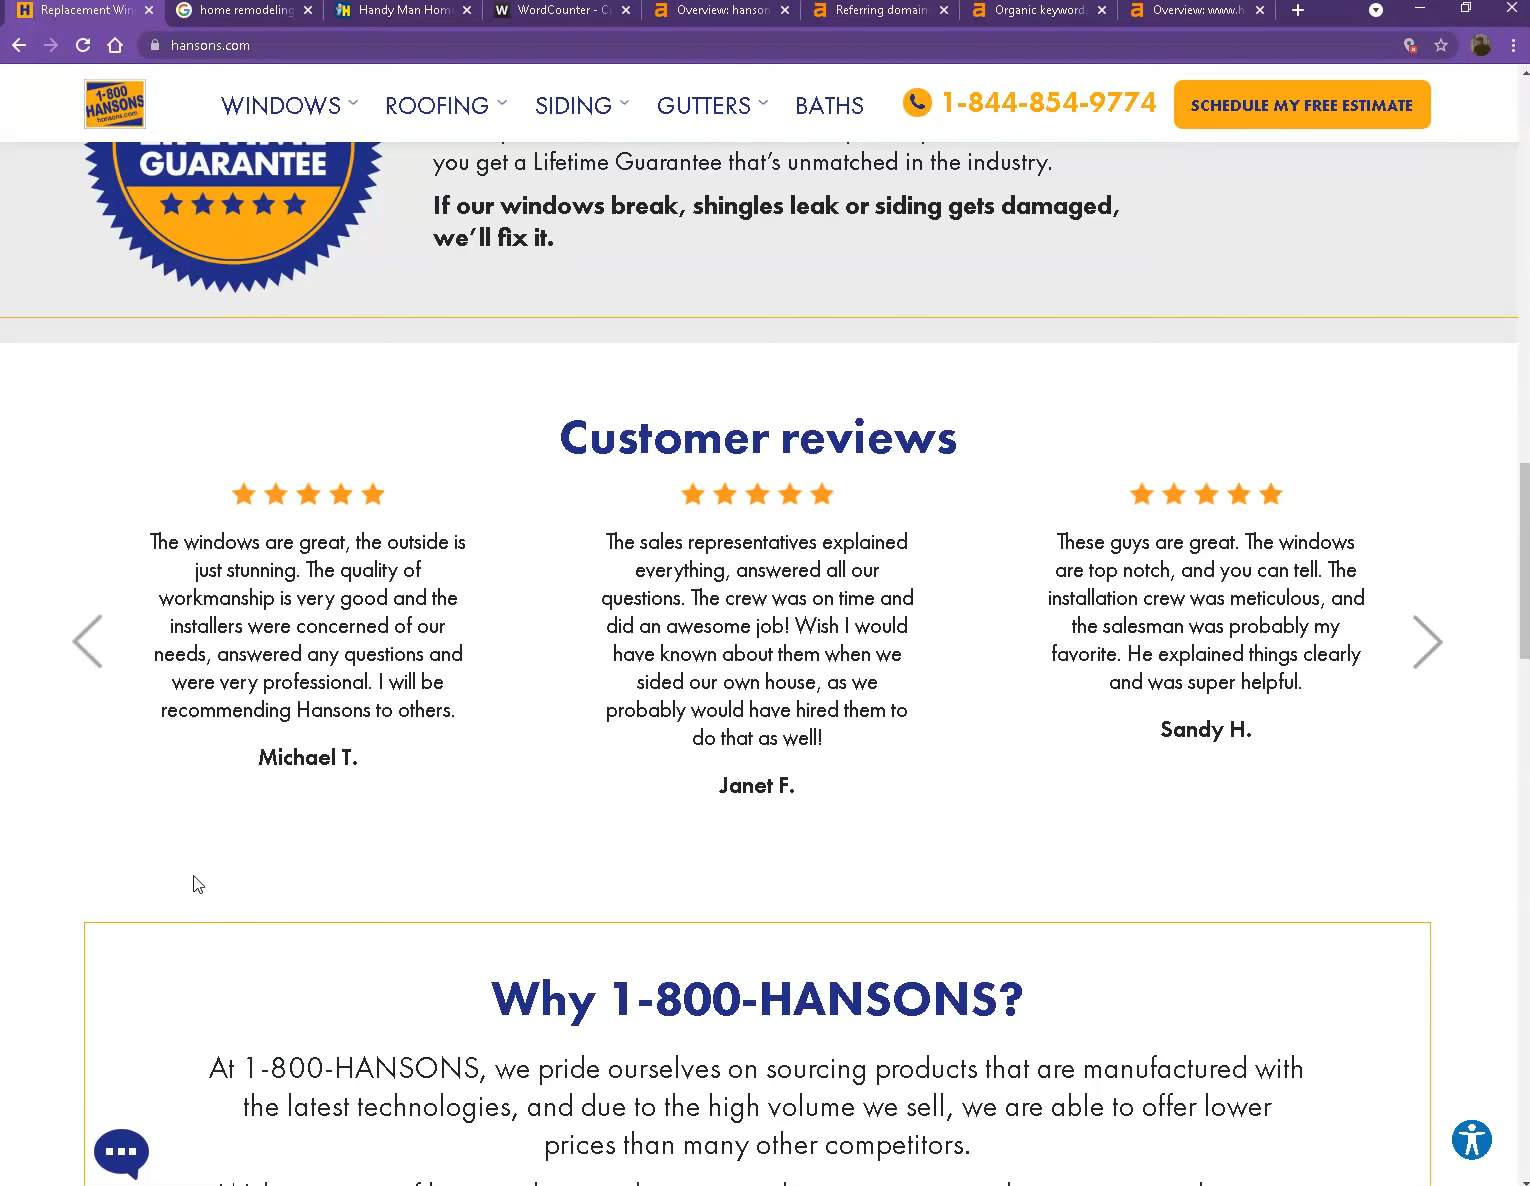 Replacement Win
home remodeling
Handy Man Hom
WordCounter - C
Overview: hanson
Referring domain
Organic keyword
Overview: www.h
hansons.com
1-800
HANSONS
hansons.com
WINDOWS
ROOFING
SIDING
GUTTERS
BATHS
1-844-854-9774
SCHEDULE MY FREE ESTIMATE
GUARANTEE
you get a Lifetime Guarantee that's unmatched in the industry.
If our windows break, shingles leak or siding gets damaged,
we'll fix it.
Customer reviews
The windows are great, the outside is
just stunning. The quality of
workmanship is very good and the
installers were concerned of our
needs, answered any questions and
were very professional. I will be
recommending Hansons to others.
Michael T.
The sales representatives explained
everything, answered all our
questions. The crew was on time and
did an awesome job! Wish I would
have known about them when we
sided our own house, as we
probably would have hired them to
do that as well!
Janet F.
These guys are great. The windows
are top notch, and you can tell. The
installation crew was meticulous, and
the salesman was probably my
favorite. He explained things clearly
and was super helpful.
Sandy H.
Why 1-800-HANSONS?
At 1-800-HANSONS, we pride ourselves on sourcing products that are manufactured with
the latest technologies, and due to the high volume we sell, we are able to offer lower
prices than many other competitors.